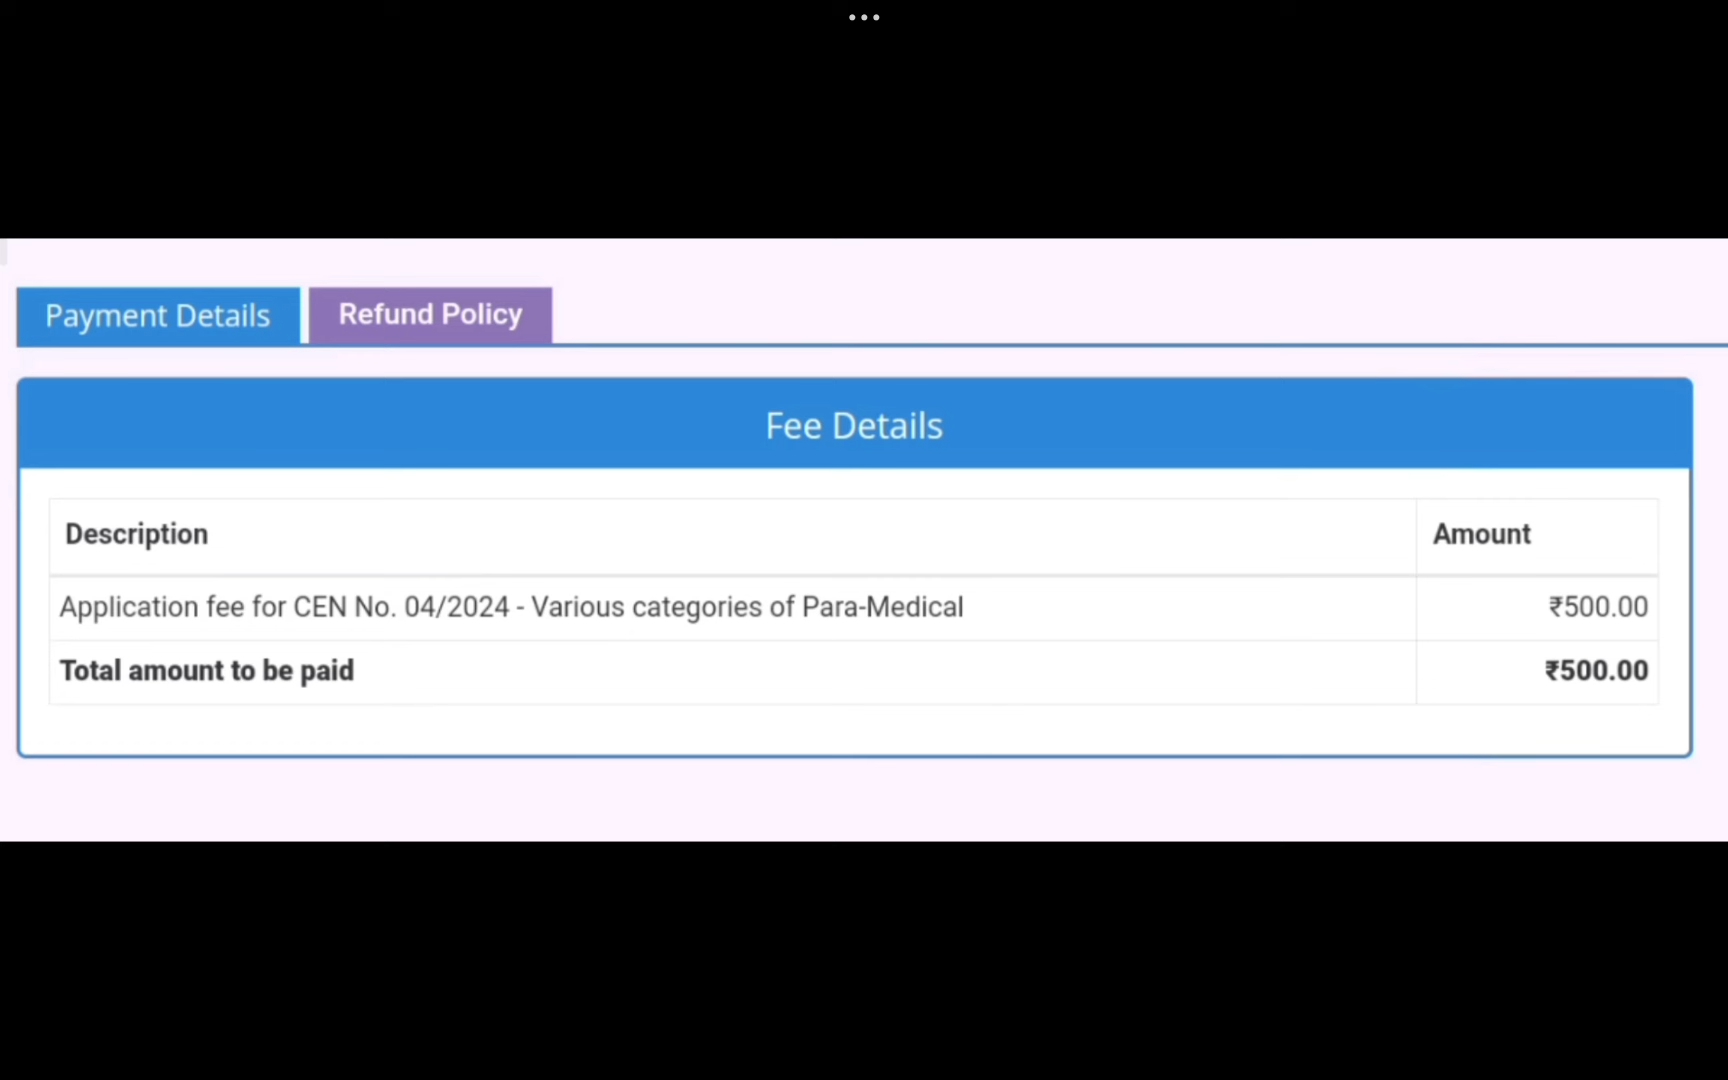 Payment Details
Refund Policy
Fee Details
Description Amount
Application fee for CEN No. 04/2024 - Various categories of Para-Medical ₹500.00
Total amount to be paid ₹500.00